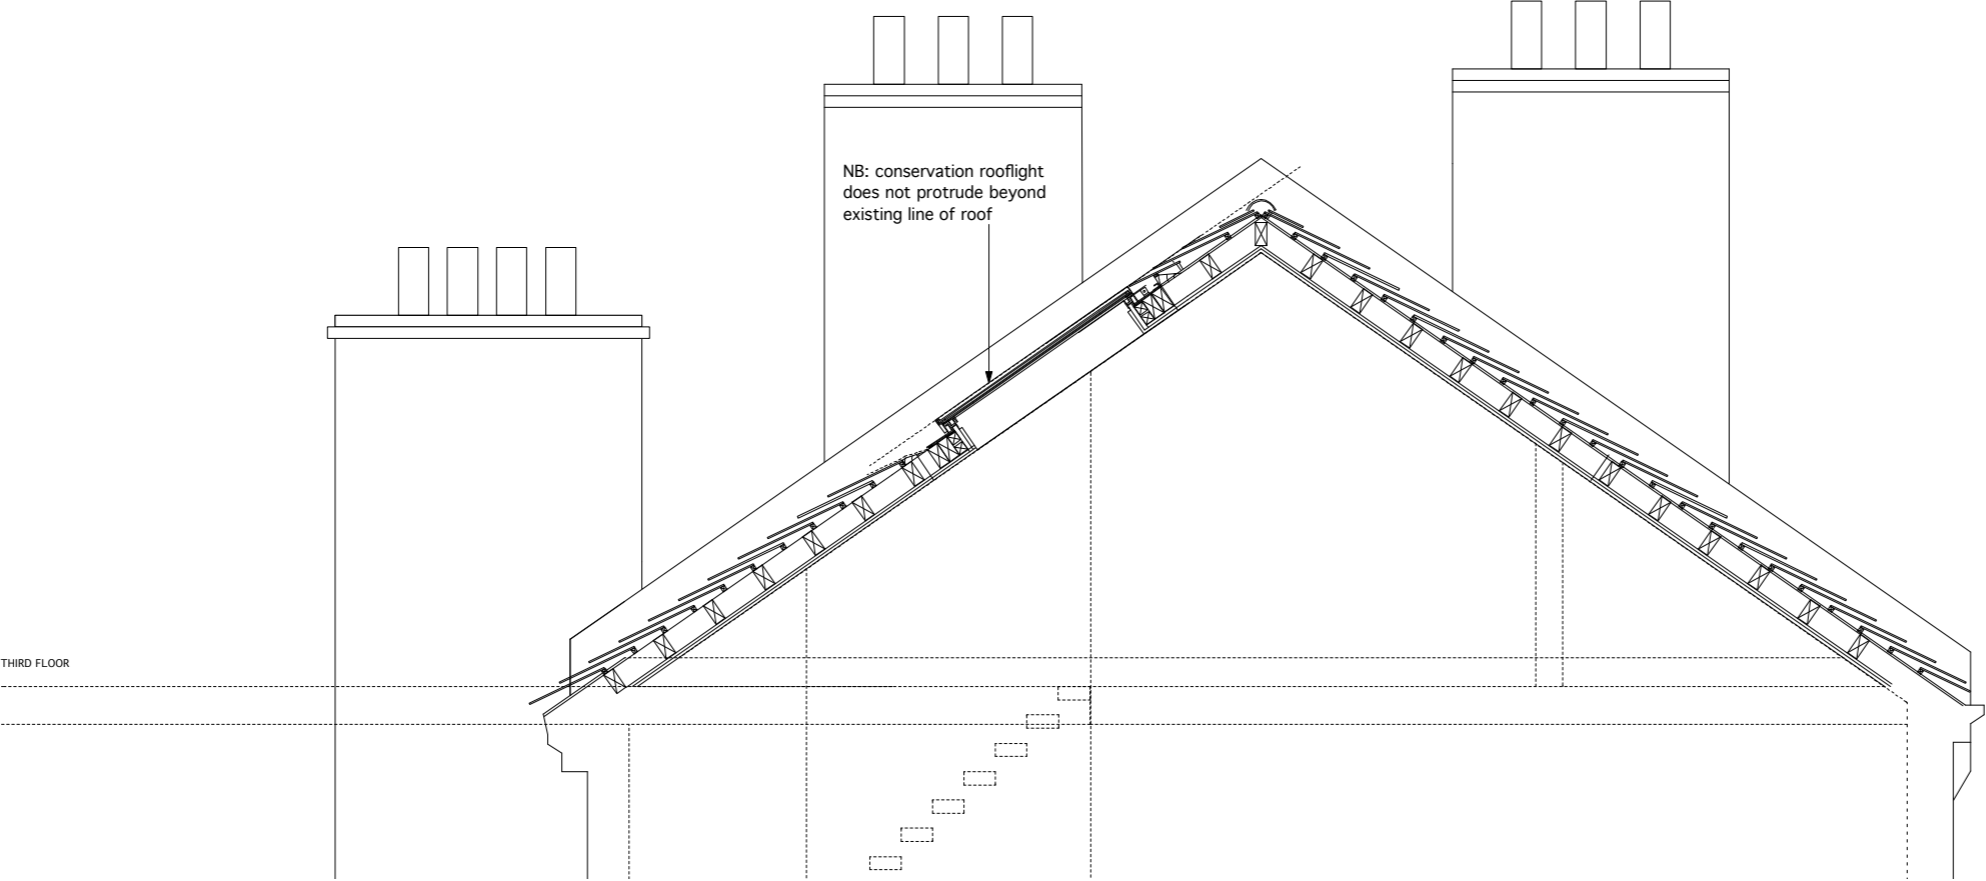 NB: conservation rooflight
does not protrude beyond
existing line of roof
THIRD FLOOR